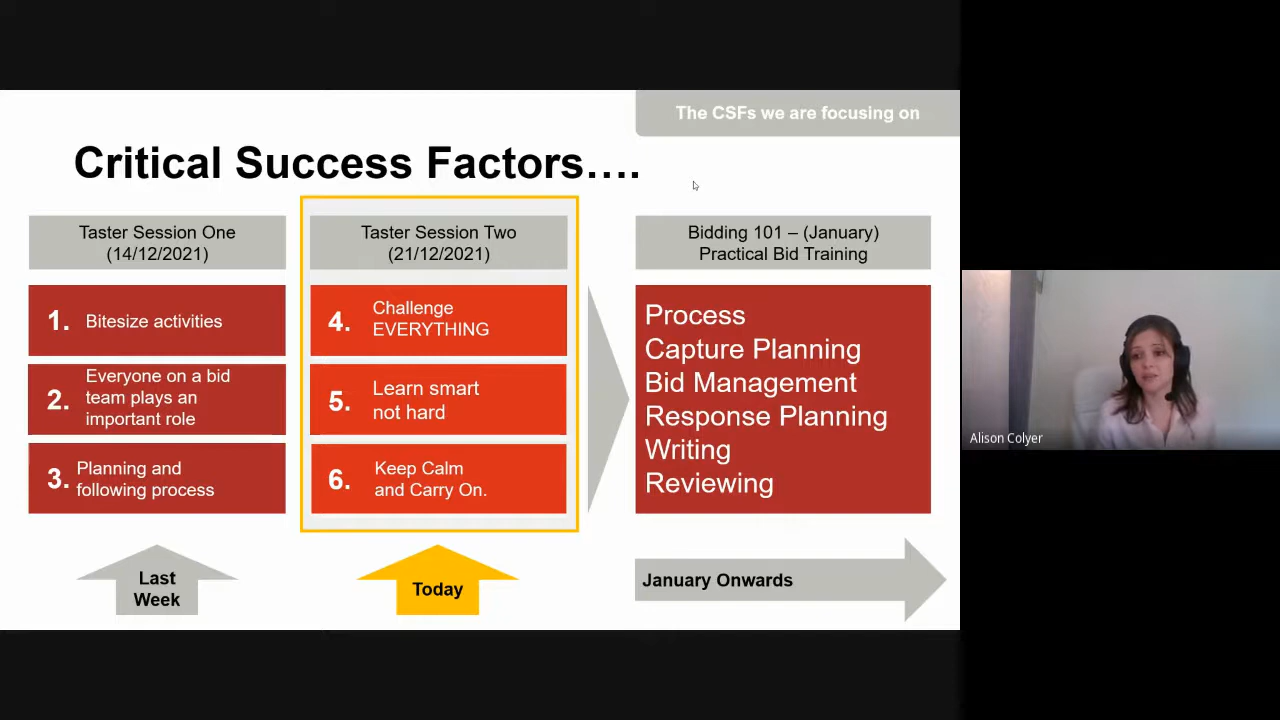 The CSFs we are focusing on
Critical Success Factors....
Taster Session One
(14/12/2021)
1.
Bitesize activities
2.
Everyone on a bid
team plays an
important role
3.
Planning and
following process
Last
Week
Taster Session Two
(21/12/2021)
4.
Challenge
EVERYTHING
5.
Learn smart
not hard
6.
Keep Calm
and Carry On.
Today
Bidding 101 – (January)
Practical Bid Training
Process
Capture Planning
Bid Management
Response Planning
Writing
Reviewing
January Onwards
Alison Colyer